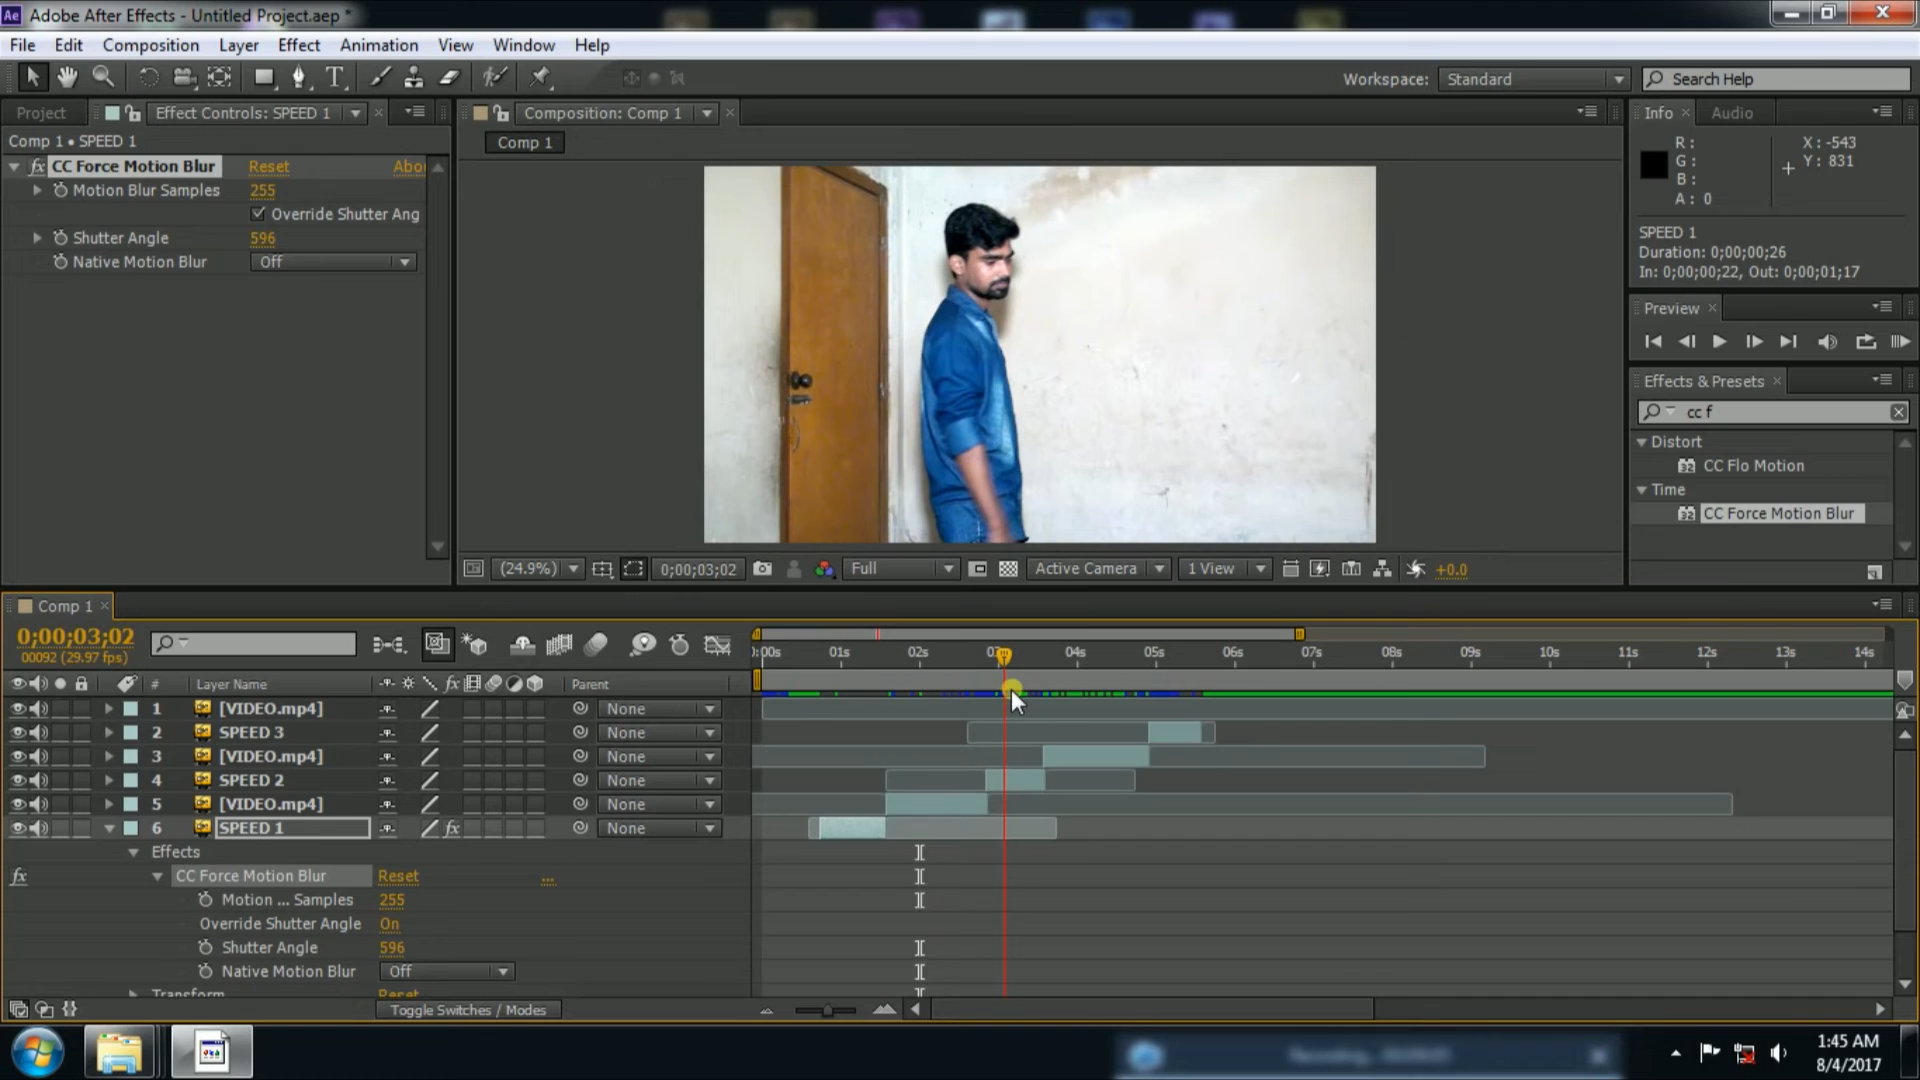 Adobe After Effects - Untitled Project.aep *
File Edit Composition Layer Effect Animation View Window Help
Workspace: Standard Search Help
Project Effect Controls: SPEED 1 Composition: Comp 1 Info Audio
Comp 1 • SPEED 1
Comp 1
R :
G :
B :
A : 0
X : -543
Y : 831
fx CC Force Motion Blur Reset Abo
Motion Blur Samples 255
Override Shutter Ang
Shutter Angle 596
Native Motion Blur Off
SPEED 1
Duration: 0;00;00;26
In: 0;00;00;22, Out: 0;00;01;17
Preview
Effects & Presets
cc f
Distort
CC Flo Motion
Time
CC Force Motion Blur
(24.9%) 0;00;03;02 Full Active Camera 1 View +0.0
Comp 1
0;00;03;02
00092 (29.97 fps)
0:00s 01s 02s 04s 05s 06s 07s 08s 09s 10s 11s 12s 13s 14s
# Layer Name fx Parent
1 [VIDEO.mp4] None
2 SPEED 3 None
3 [VIDEO.mp4] None
4 SPEED 2 None
5 [VIDEO.mp4] None
6 SPEED 1 fx None
Effects
fx CC Force Motion Blur Reset ...
Motion ... Samples 255
Override Shutter Angle On
Shutter Angle 596
Native Motion Blur Off
Transform Reset
Toggle Switches / Modes
1:45 AM
8/4/2017